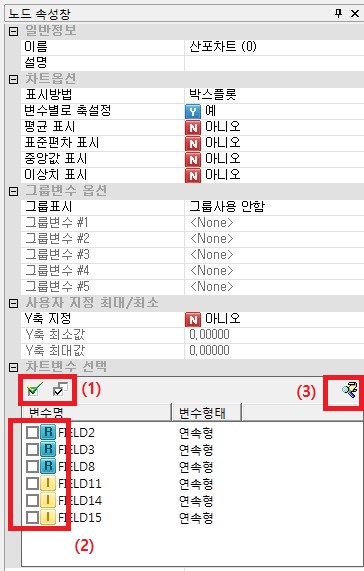 노드 속성창
일반정보
이름 산포차트 (0)
설명
차트옵션
표시방법 박스플롯
변수별로 축설정 Y 예
평균 표시 N 아니오
표준편차 표시 N 아니오
중앙값 표시 N 아니오
이상치 표시 N 아니오
그룹변수 옵션
그룹표시 그룹사용 안함
그룹변수 #1 <None>
그룹변수 #2 <None>
그룹변수 #3 <None>
그룹변수 #4 <None>
그룹변수 #5 <None>
사용자 지정 최대/최소
Y축 지정 N 아니오
Y축 최소값 0,00000
Y축 최대값 0,00000
차트변수 선택
(1) (3)
변수명 변수형태
R FIELD2 연속형
R FIELD3 연속형
R FIELD8 연속형
I FIELD11 연속형
I FIELD14 연속형
I FIELD15 연속형
(2)